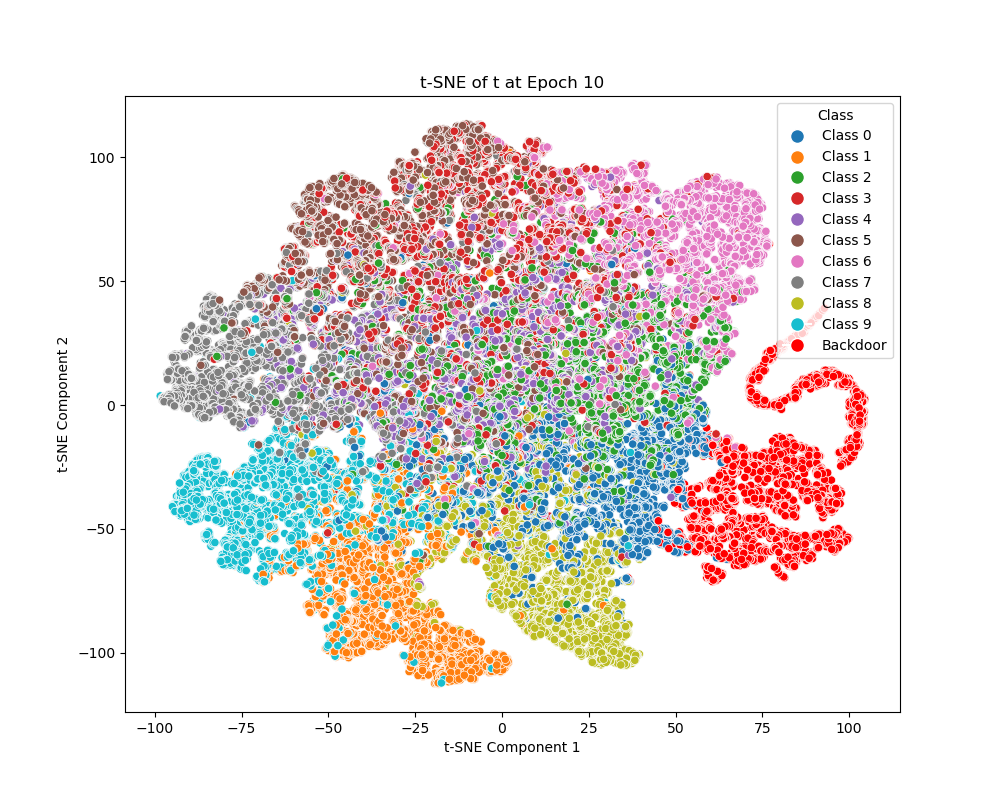 t-SNE of t at Epoch 10
Class
Class 0
Class 1
Class 2
Class 3
Class 4
Class 5
Class 6
Class 7
Class 8
Class 9
Backdoor
100
50
0
−50
−100
t-SNE Component 2
−100
−75
−50
−25
0
25
50
75
100
t-SNE Component 1